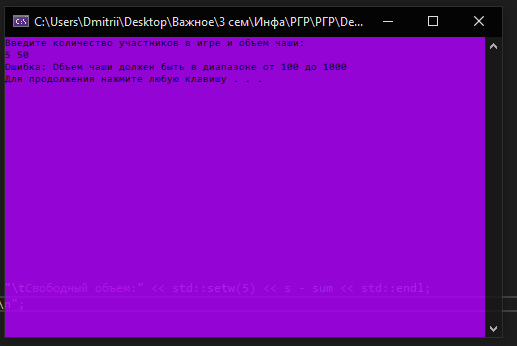 C:\Users\Dmitrii\Desktop\Важное\3 сем\Инфа\РГР\РГР\De...
Введите количество участников в игре и объем чаши:
5 50
Ошибка: Объем чаши должен быть в диапазоне от 100 до 1000
Для продолжения нажмите любую клавишу . . .
"\tСвободный объем:" << std::setw(5) << s - sum << std::endl;
\n";